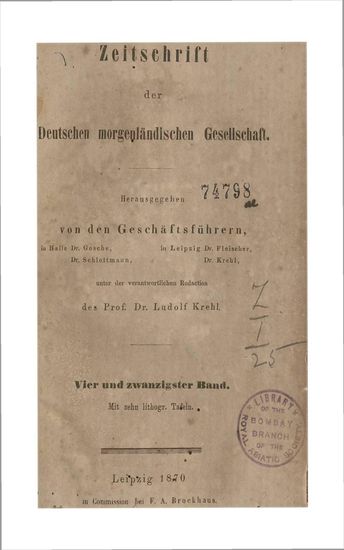 Zeitschrift
der
Deutschen morgenländischen Gesellschaft.
Herausgegeben
74798
von den Geschäftsführern,
in Halle Dr. Gosche, in Leipzig Dr. Fleischer,
Dr. Schlottmann, Dr. Krehl,
unter der verantwortlichen Redaction
des Prof. Dr. Ludolf Krehl.
Z
I
25
Vier und zwanzigster Band.
Mit zehn lithogr. Tafeln.
LIBRARY
OF THE
BOMBAY
BRANCH
OF THE
ROYAL ASIATIC SOCIETY
Leipzig 1870
in Commission bei F. A. Brockhaus.